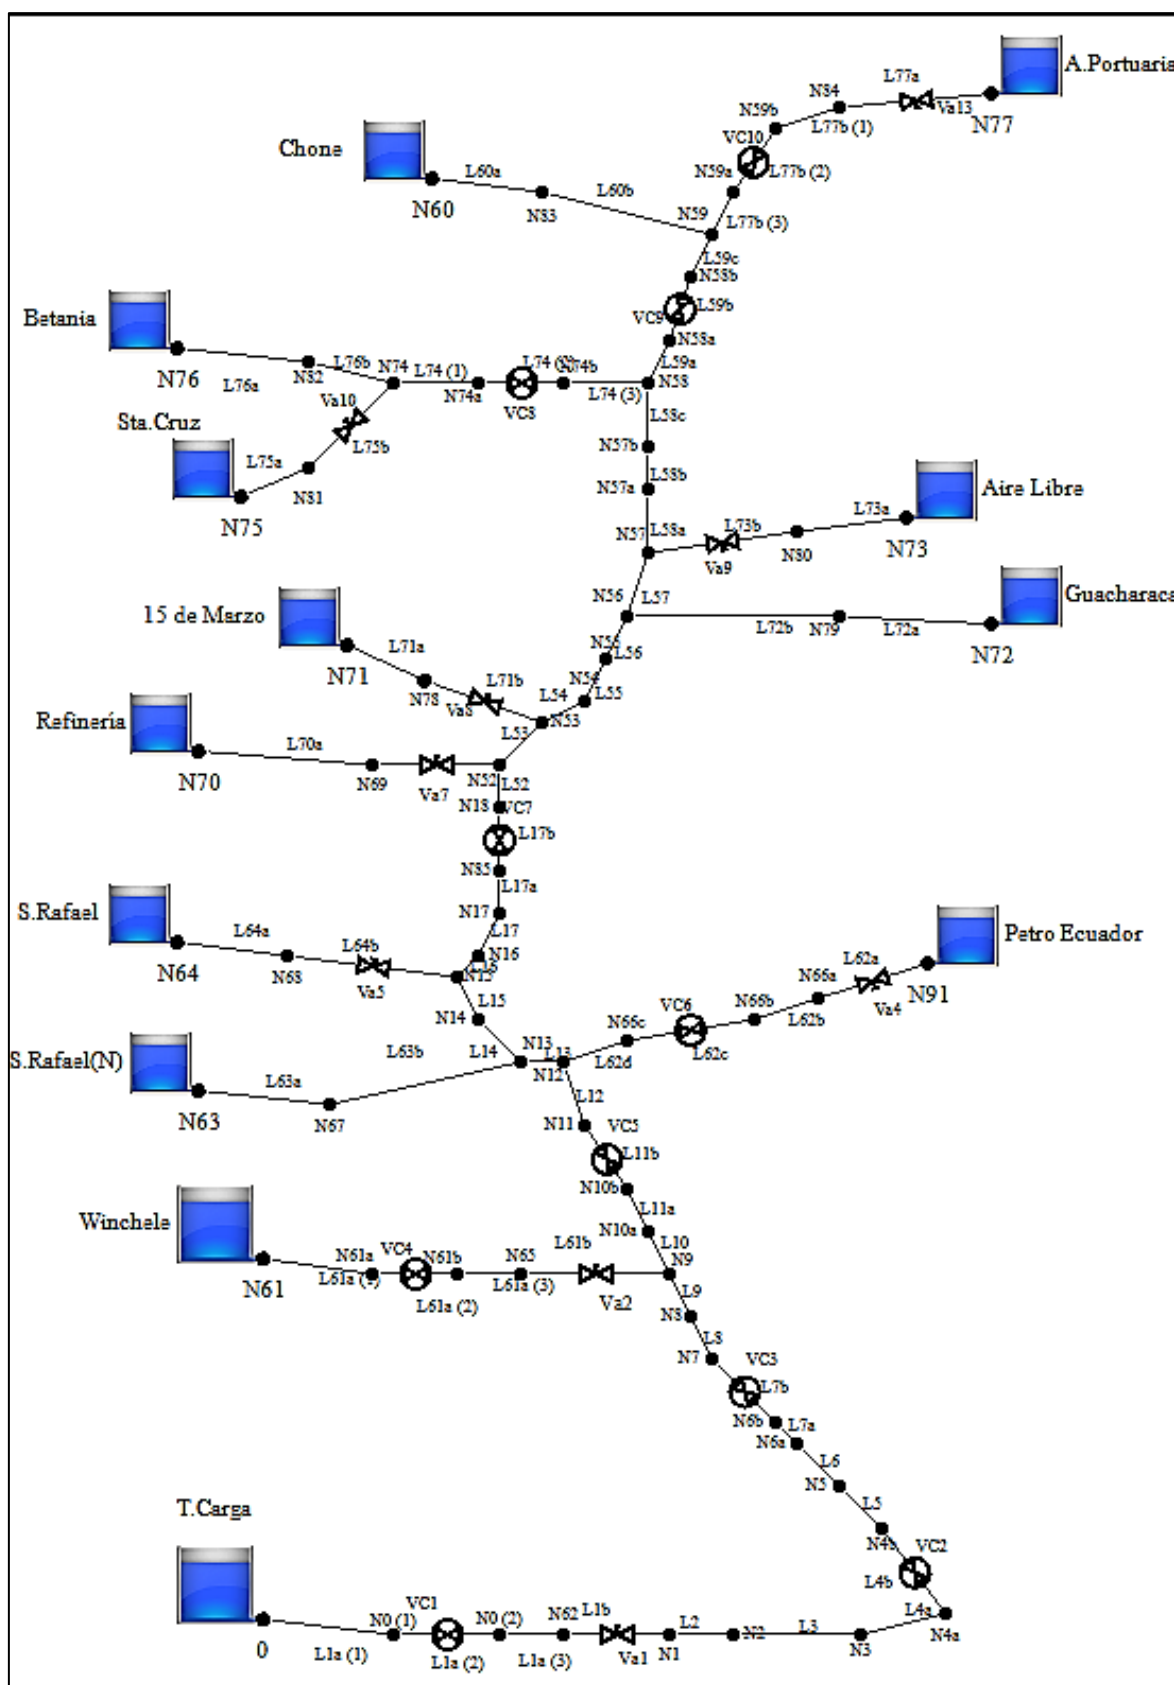 L77a
A.Portuaria
N84
Va13
N77
N59b
L77b (1)
VC10
Chone
L60a
N59a
L77b (2)
L60b
N60
N83
N59
L77b (3)
L59c
N58b
L59b
VC9
Betania
N58a
L76b
N74
L74 (1)
N74b
L59a
N76
N82
N58
L76a
N74a
L74 (3)
Va10
VC8
Sta.Cruz
L58c
L75b
N57b
L75a
N81
L58b
N57a
Aire Libre
N75
L73a
L73b
N57
L58a
N80
N73
Va9
Guacharaca
N56
L57
15 de Marzo
L72b
N79
L72a
N72
L71a
N55
L56
N71
L71b
N54
L55
N78
Va8
L54
N53
Refinería
L53
L70a
N70
N69
Va7
N52
L52
N18
VC7
L17b
N85
L17a
S.Rafael
N17
L64a
L64b
L17
Petro Ecuador
N64
N68
Va5
N15
L16
N16
L62a
N66a
Va4
N91
L15
VC6
N66b
N14
N66c
L62b
L63b
L14
N13
L13
L62d
L62c
S.Rafael(N)
N12
L63a
L12
N63
N67
N11
VC5
L11b
N10b
L11a
Winchele
N10a
L10
L61b
VC4
N61a
N61b
N65
N9
N61
L61a (2)
L61a (3)
Va2
L9
N8
L8
N7
VC3
L7b
N6b
L7a
N6a
L6
N5
L5
T.Carga
N4b
VC2
L4b
VC1
N0 (1)
N0 (2)
N62
L1b
L2
L3
L4a
0
L1a (1)
L1a (2)
L1a (3)
Va1
N1
N2
N3
N4a